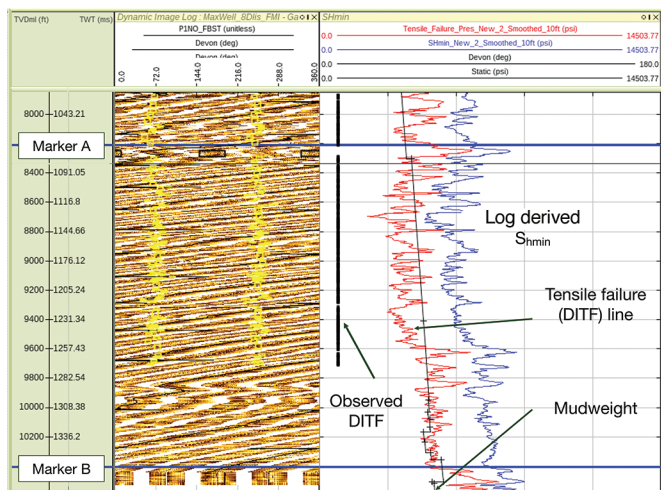 TVDml (ft)
TWT (ms)
Dynamic Image Log : MaxWell_8Dlis_FMI - Ga
P1NO_FBST (unitless)
Devon (deg)
Devon (deg)
0.0
72.0
144.0
216.0
288.0
360.0
SHmin
Tensile_Failure_Pres_New_2_Smoothed_10ft (psi)
0.0
14503.77
SHmin_New_2_Smoothed_10ft (psi)
0.0
14503.77
Devon (deg)
0.0
180.0
Static (psi)
0.0
14503.77
8000
1043.21
Marker A
8400
1091.05
8600
1116.8
8800
1144.66
9000
1176.12
9200
1205.24
9400
1231.34
9600
1257.43
9800
1282.54
10000
1308.38
10200
1336.2
Marker B
Log derived
Shmin
Tensile failure
(DITF) line
Observed
DITF
Mudweight